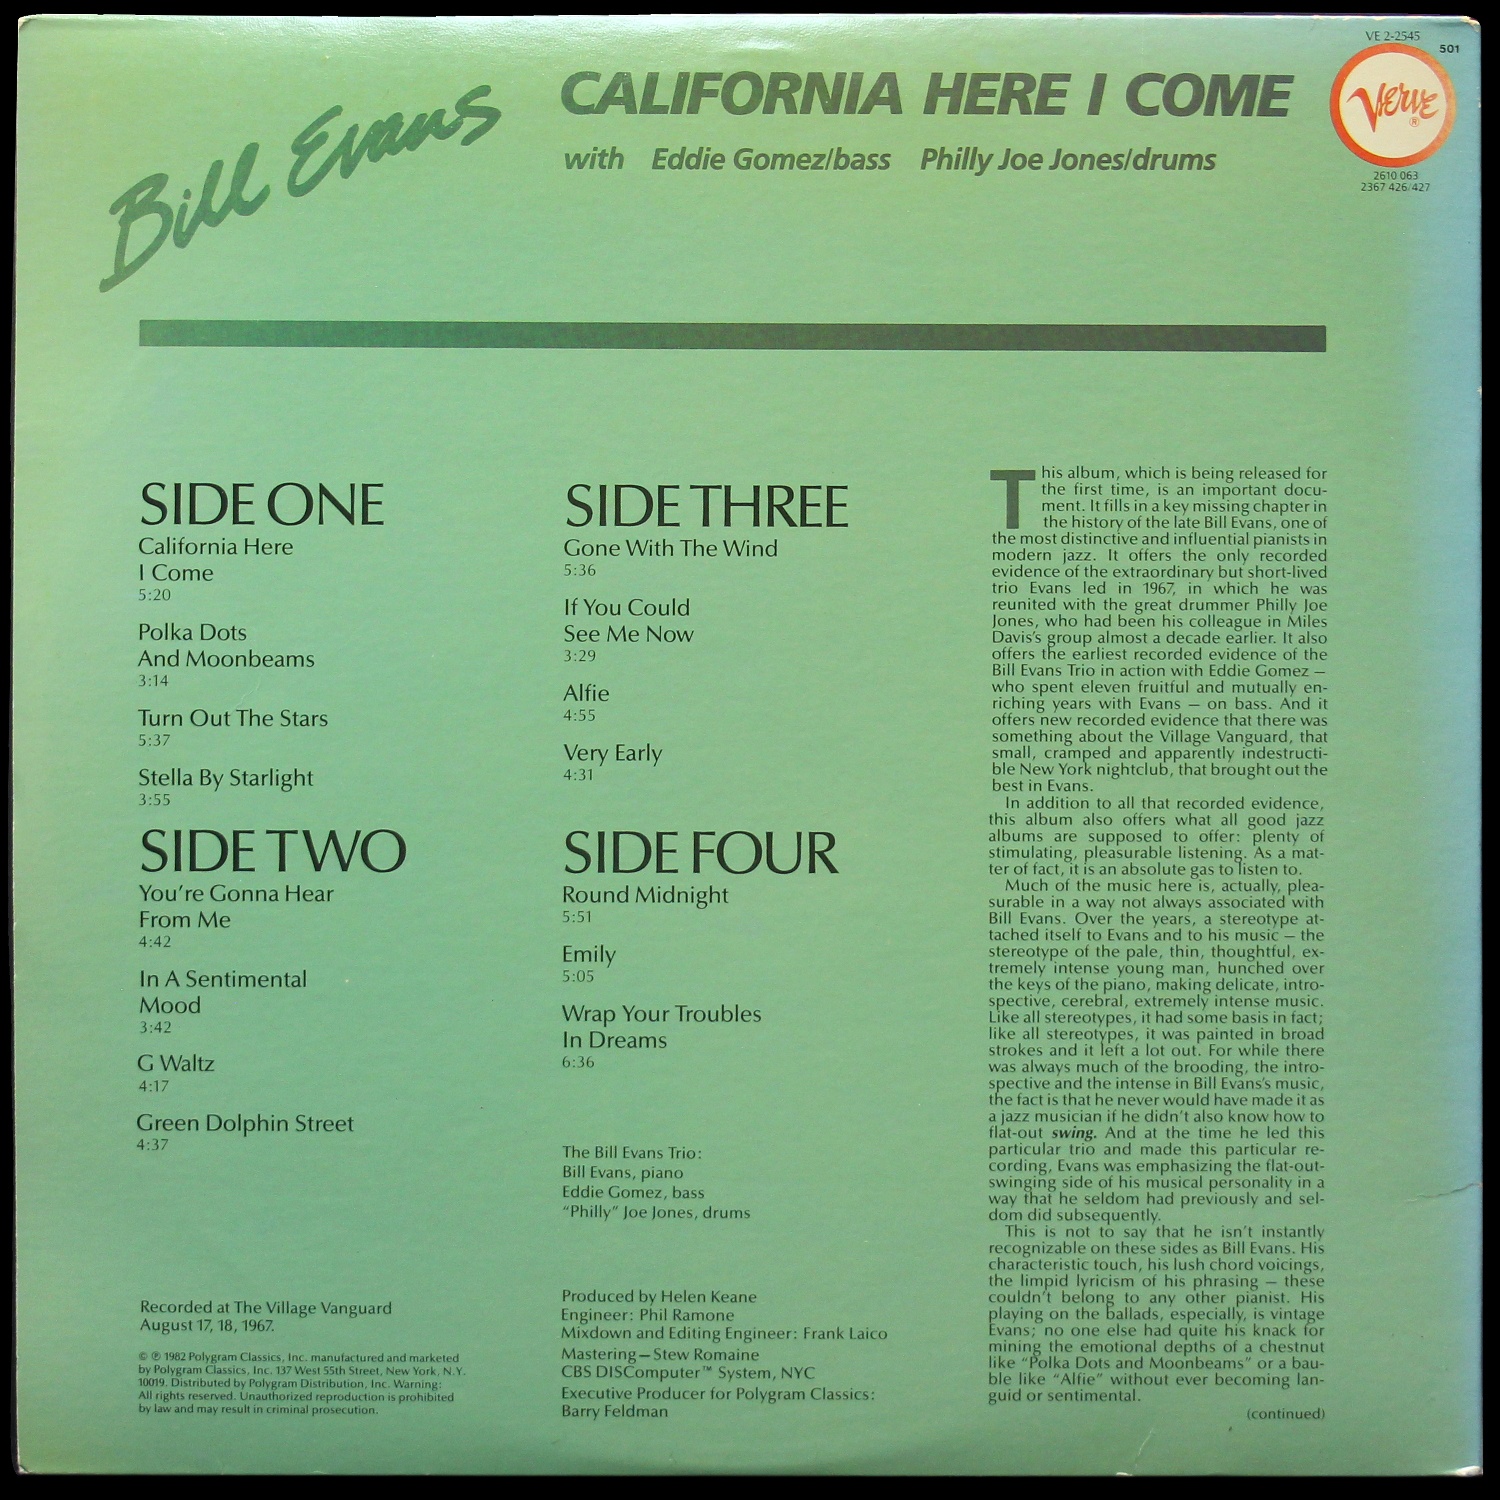 VE 2-2545
501
Bill Evans
CALIFORNIA HERE I COME
with Eddie Gomez/bass Philly Joe Jones/drums
Verve
®
2610 063
2367 426/427
SIDE ONE
California Here
I Come
5:20
Polka Dots
And Moonbeams
3:14
Turn Out The Stars
5:37
Stella By Starlight
3:55
SIDE TWO
You're Gonna Hear
From Me
4:42
In A Sentimental
Mood
3:42
G Waltz
4:17
Green Dolphin Street
4:37
Recorded at The Village Vanguard
August 17, 18, 1967.
© ℗ 1982 Polygram Classics, Inc. manufactured and marketed
by Polygram Classics, Inc. 137 West 55th Street, New York, N.Y.
10019. Distributed by Polygram Distribution, Inc. Warning:
All rights reserved. Unauthorized reproduction is prohibited
by law and may result in criminal prosecution.
SIDE THREE
Gone With The Wind
5:36
If You Could
See Me Now
3:29
Alfie
4:55
Very Early
4:31
SIDE FOUR
Round Midnight
5:51
Emily
5:05
Wrap Your Troubles
In Dreams
6:36
The Bill Evans Trio:
Bill Evans, piano
Eddie Gomez, bass
"Philly" Joe Jones, drums
Produced by Helen Keane
Engineer: Phil Ramone
Mixdown and Editing Engineer: Frank Laico
Mastering—Stew Romaine
CBS DISComputer™ System, NYC
Executive Producer for Polygram Classics:
Barry Feldman
This album, which is being released for
the first time, is an important docu-
ment. It fills in a key missing chapter in
the history of the late Bill Evans, one of
the most distinctive and influential pianists in
modern jazz. It offers the only recorded
evidence of the extraordinary but short-lived
trio Evans led in 1967, in which he was
reunited with the great drummer Philly Joe
Jones, who had been his colleague in Miles
Davis's group almost a decade earlier. It also
offers the earliest recorded evidence of the
Bill Evans Trio in action with Eddie Gomez —
who spent eleven fruitful and mutually en-
riching years with Evans — on bass. And it
offers new recorded evidence that there was
something about the Village Vanguard, that
small, cramped and apparently indestructi-
ble New York nightclub, that brought out the
best in Evans.
In addition to all that recorded evidence,
this album also offers what all good jazz
albums are supposed to offer: plenty of
stimulating, pleasurable listening. As a mat-
ter of fact, it is an absolute gas to listen to.
Much of the music here is, actually, plea-
surable in a way not always associated with
Bill Evans. Over the years, a stereotype at-
tached itself to Evans and to his music — the
stereotype of the pale, thin, thoughtful, ex-
tremely intense young man, hunched over
the keys of the piano, making delicate, intro-
spective, cerebral, extremely intense music.
Like all stereotypes, it had some basis in fact;
like all stereotypes, it was painted in broad
strokes and it left a lot out. For while there
was always much of the brooding, the intro-
spective and the intense in Bill Evans's music,
the fact is that he never would have made it as
a jazz musician if he didn't also know how to
flat-out swing. And at the time he led this
particular trio and made this particular re-
cording, Evans was emphasizing the flat-out-
swinging side of his musical personality in a
way that he seldom had previously and sel-
dom did subsequently.
This is not to say that he isn't instantly
recognizable on these sides as Bill Evans. His
characteristic touch, his lush chord voicings,
the limpid lyricism of his phrasing — these
couldn't belong to any other pianist. His
playing on the ballads, especially, is vintage
Evans; no one else had quite his knack for
mining the emotional depths of a chestnut
like "Polka Dots and Moonbeams" or a bau-
ble like "Alfie" without ever becoming lan-
guid or sentimental.
(continued)